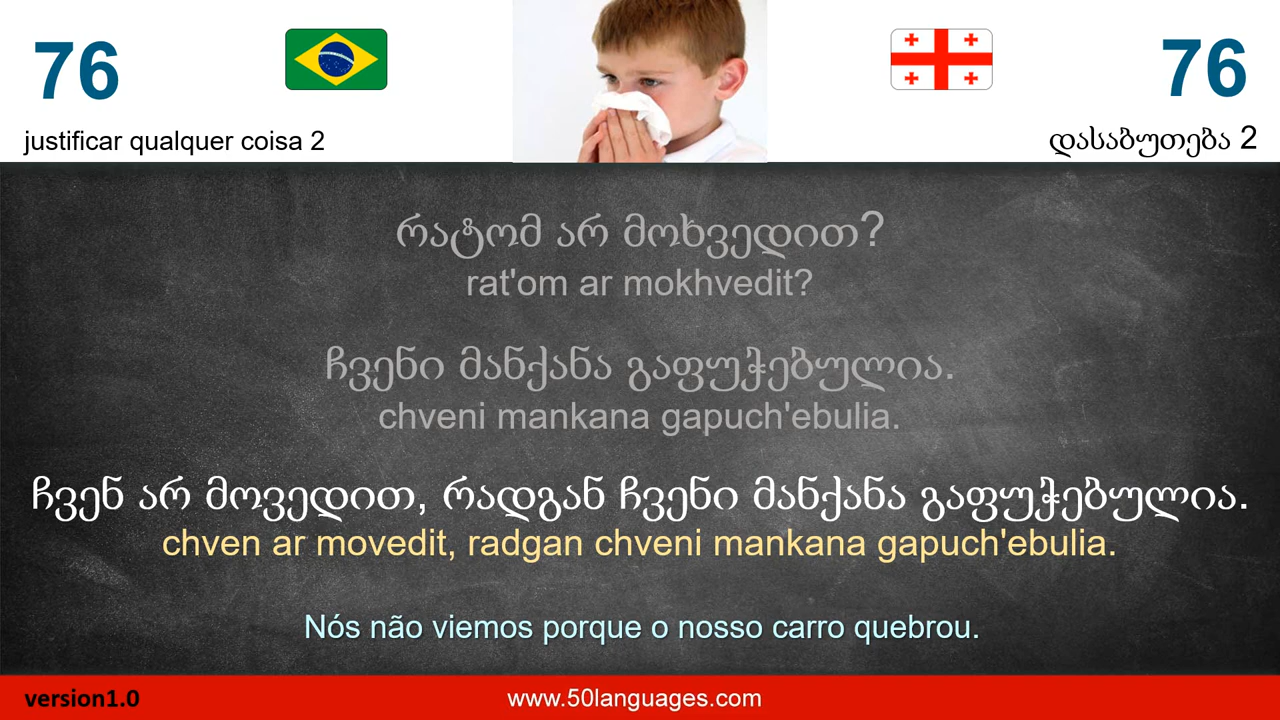 76
76
justificar qualquer coisa 2
დასაბუთება 2
რატომ არ მოხვედით?
rat'om ar mokhvedit?
ჩვენი მანქანა გაფუჭებულია.
chveni mankana gapuch'ebulia.
ჩვენ არ მოვედით, რადგან ჩვენი მანქანა გაფუჭებულია.
chven ar movedit, radgan chveni mankana gapuch'ebulia.
Nós não viemos porque o nosso carro quebrou.
version1.0
www.50languages.com